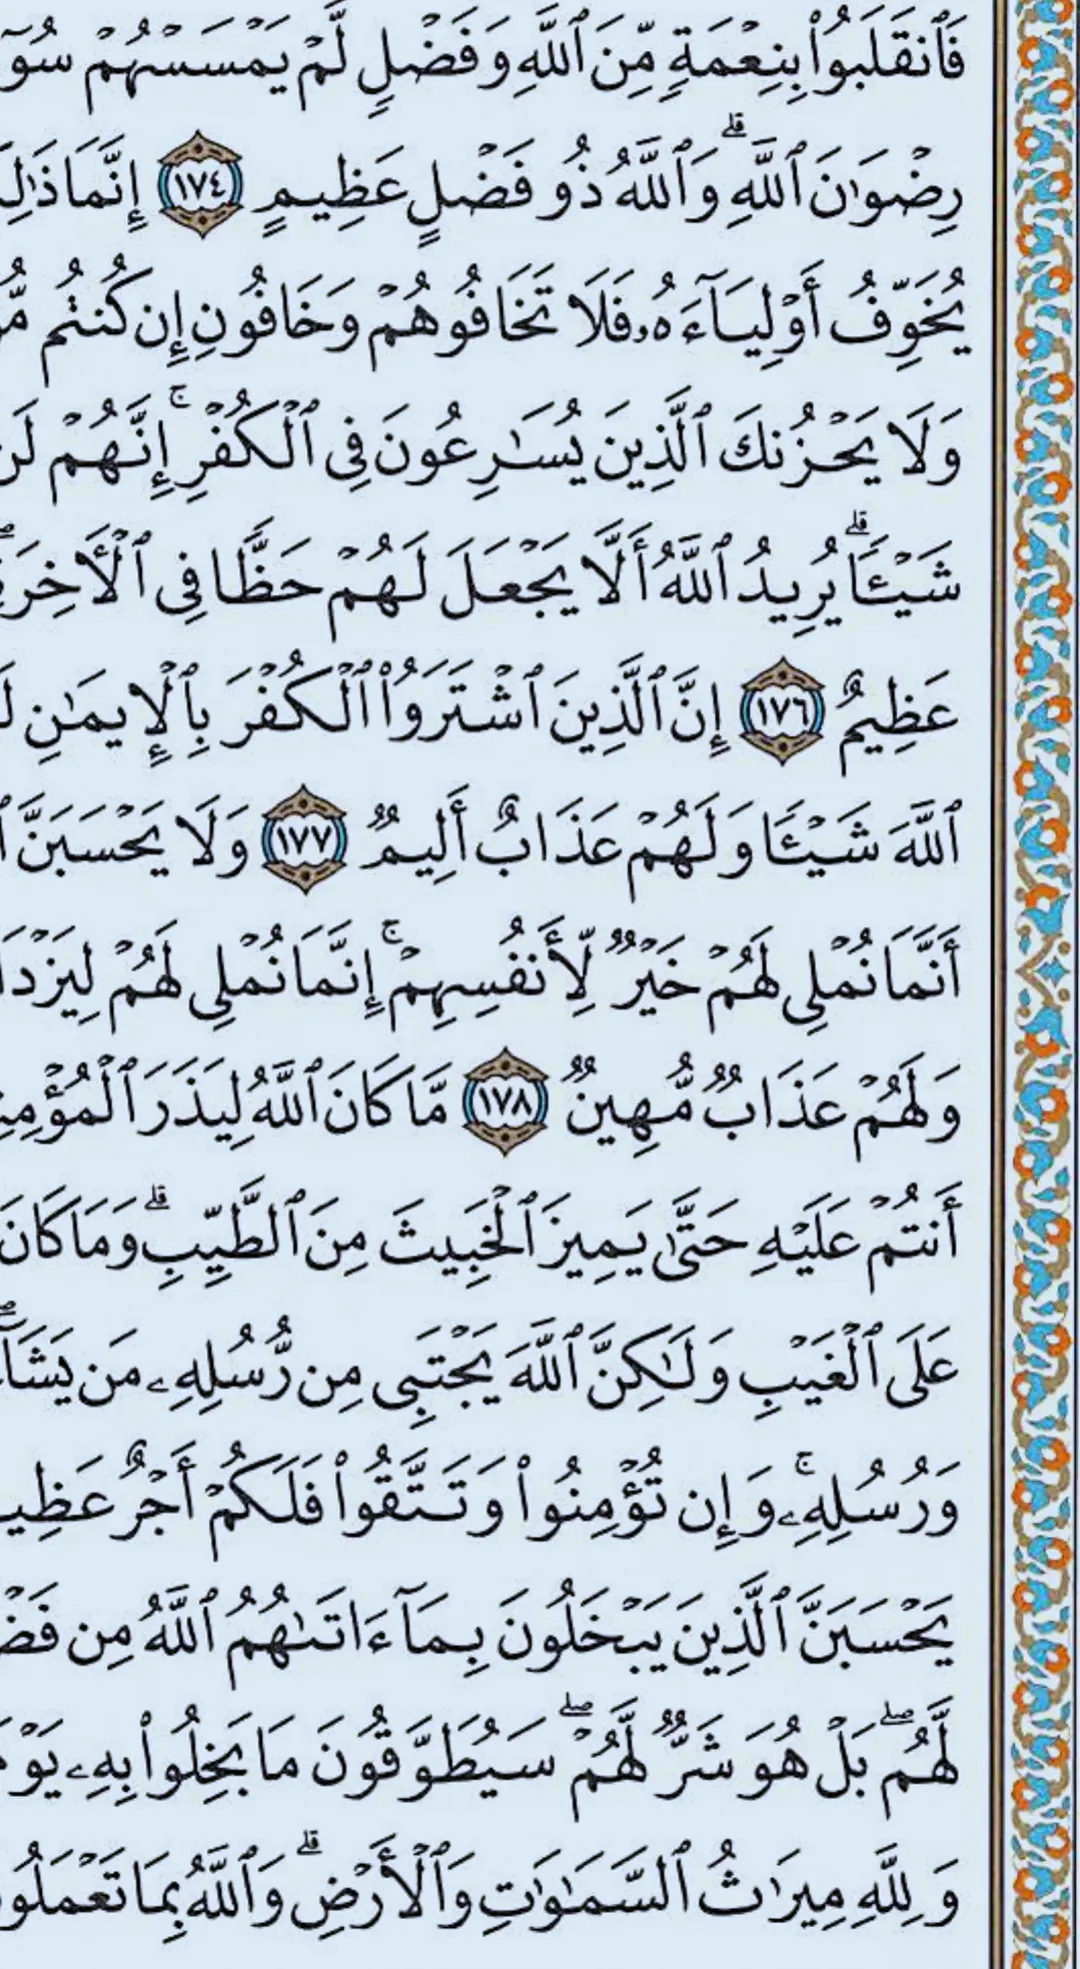 فَٱنقَلَبُوا۟ بِنِعْمَةٍ مِّنَ ٱللَّهِ وَفَضْلٍ لَّمْ يَمْسَسْهُمْ
رِضْوَٰنَ ٱللَّهِ ۗ وَٱللَّهُ ذُو فَضْلٍ عَظِيمٍ ١٧٤ إِنَّمَا
يُخَوِّفُ أَوْلِيَآءَهُۥ فَلَا تَخَافُوهُمْ وَخَافُونِ إِن كُنتُم
وَلَا يَحْزُنكَ ٱلَّذِينَ يُسَٰرِعُونَ فِى ٱلْكُفْرِ ۚ إِنَّهُمْ لَن
شَيْـًٔا ۗ يُرِيدُ ٱللَّهُ أَلَّا يَجْعَلَ لَهُمْ حَظًّا فِى
عَظِيمٌ ١٧٦ إِنَّ ٱلَّذِينَ ٱشْتَرَوُا۟ ٱلْكُفْرَ بِٱلْإِيمَٰنِ
ٱللَّهَ شَيْـًٔا وَلَهُمْ عَذَابٌ أَلِيمٌ ١٧٧ وَلَا يَحْسَبَنَّ
أَنَّمَا نُمْلِى لَهُمْ خَيْرٌ لِّأَنفُسِهِمْ ۚ إِنَّمَا نُمْلِى لَهُمْ
وَلَهُمْ عَذَابٌ مُّهِينٌ ١٧٨ مَّا كَانَ ٱللَّهُ لِيَذَرَ
أَنتُمْ عَلَيْهِ حَتَّىٰ يَمِيزَ ٱلْخَبِيثَ مِنَ ٱلطَّيِّبِ ۗ وَمَا كَانَ
عَلَى ٱلْغَيْبِ وَلَٰكِنَّ ٱللَّهَ يَجْتَبِى مِن رُّسُلِهِۦ مَن
وَرُسُلِهِۦ ۚ وَإِن تُؤْمِنُوا۟ وَتَتَّقُوا۟ فَلَكُمْ أَجْرٌ
يَحْسَبَنَّ ٱلَّذِينَ يَبْخَلُونَ بِمَآ ءَاتَىٰهُمُ ٱللَّهُ مِن
لَّهُم ۖ بَلْ هُوَ شَرٌّ لَّهُمْ ۖ سَيُطَوَّقُونَ مَا بَخِلُوا۟ بِهِۦ
وَلِلَّهِ مِيرَٰثُ ٱلسَّمَٰوَٰتِ وَٱلْأَرْضِ ۗ وَٱللَّهُ بِمَا